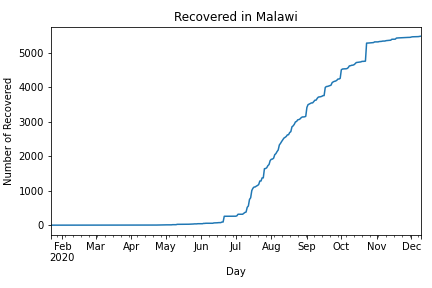 Recovered in Malawi
Number of Recovered
5000
4000
3000
2000
1000
0
Feb Mar Apr May Jun Jul Aug Sep Oct Nov Dec
2020
Day